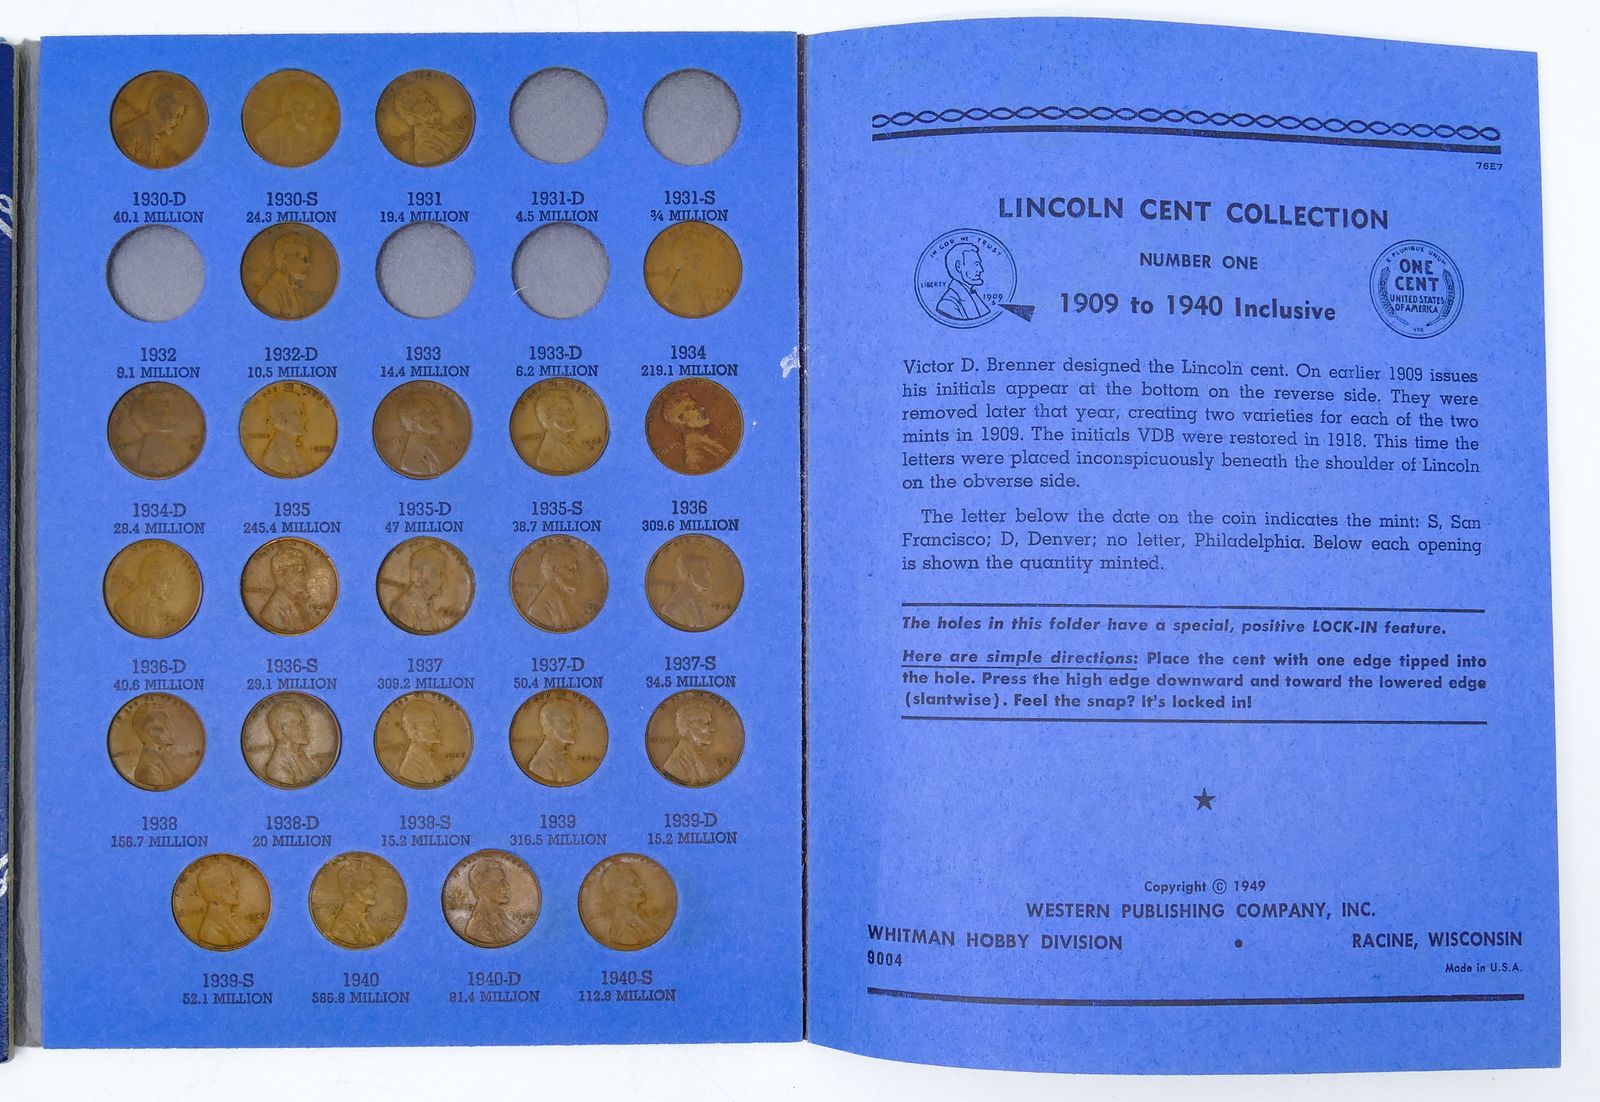 1930-D 1930-S 1931 1931-D 1931-S
40.1 MILLION 24.3 MILLION 19.4 MILLION 4.5 MILLION ¾ MILLION
1932 1932-D 1933 1933-D 1934
9.1 MILLION 10.5 MILLION 14.4 MILLION 6.2 MILLION 219.1 MILLION
1934-D 1935 1935-D 1935-S 1936
28.4 MILLION 245.4 MILLION 47 MILLION 38.7 MILLION 309.6 MILLION
1936-D 1936-S 1937 1937-D 1937-S
40.6 MILLION 29.1 MILLION 309.2 MILLION 50.4 MILLION 34.5 MILLION
1938 1938-D 1938-S 1939 1939-D
156.7 MILLION 20 MILLION 15.2 MILLION 316.5 MILLION 15.2 MILLION
1939-S 1940 1940-D 1940-S
52.1 MILLION 586.8 MILLION 81.4 MILLION 112.9 MILLION
76E7
LINCOLN CENT COLLECTION
IN GOD WE TRUST
LIBERTY
1909
S
NUMBER ONE
1909 to 1940 Inclusive
E PLURIBUS UNUM
ONE
CENT
UNITED STATES
OF AMERICA
VDB
Victor D. Brenner designed the Lincoln cent. On earlier 1909 issues
his initials appear at the bottom on the reverse side. They were
removed later that year, creating two varieties for each of the two
mints in 1909. The initials VDB were restored in 1918. This time the
letters were placed inconspicuously beneath the shoulder of Lincoln
on the obverse side.
The letter below the date on the coin indicates the mint: S, San
Francisco; D, Denver; no letter, Philadelphia. Below each opening
is shown the quantity minted.
The holes in this folder have a special, positive LOCK-IN feature.
Here are simple directions: Place the cent with one edge tipped into
the hole. Press the high edge downward and toward the lowered edge
(slantwise). Feel the snap? It's locked in!
Copyright © 1949
WESTERN PUBLISHING COMPANY, INC.
WHITMAN HOBBY DIVISION • RACINE, WISCONSIN
9004
Made in U.S.A.